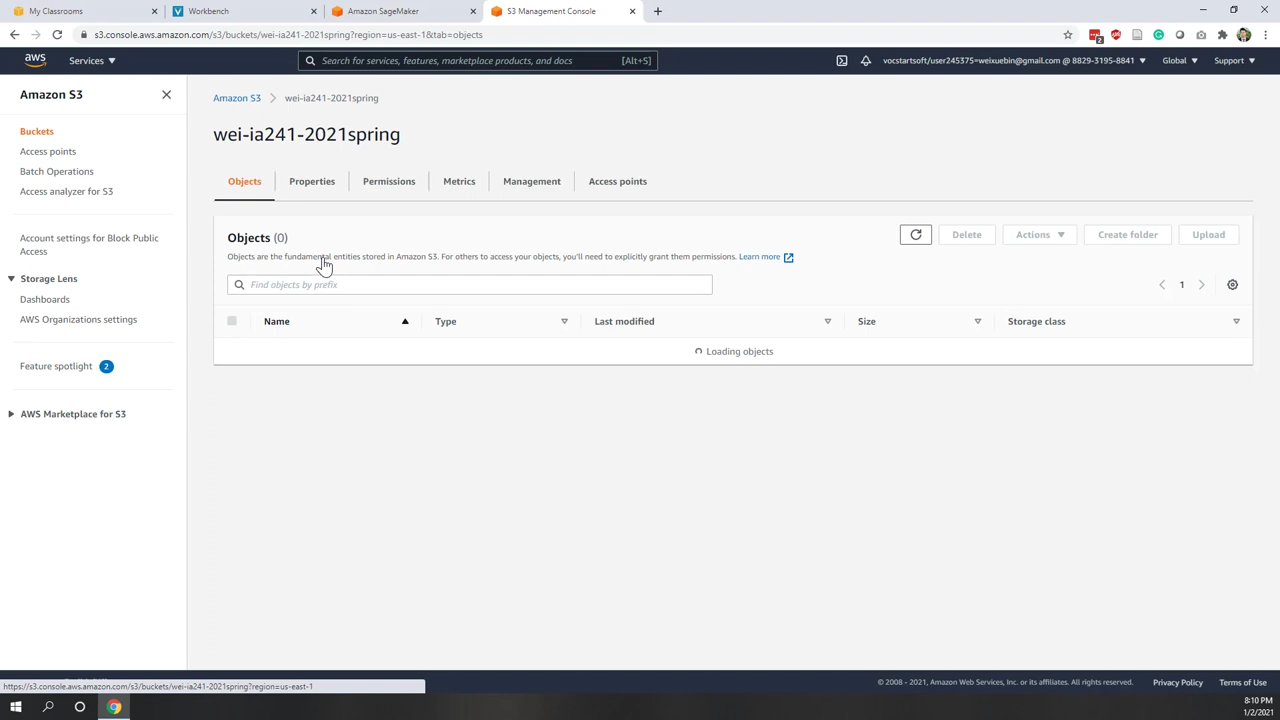 My Classrooms
Workbench
Amazon SageMaker
S3 Management Console
s3.console.aws.amazon.com/s3/buckets/wei-ia241-2021spring?region=us-east-1&tab=objects
2
aws
Services
Search for services, features, marketplace products, and docs
[Alt+S]
vocstartsoft/user245375=weixuebin@gmail.com @ 8829-3195-8841
Global
Support
Amazon S3
Buckets
Access points
Batch Operations
Access analyzer for S3
Account settings for Block Public
Access
Storage Lens
Dashboards
AWS Organizations settings
Feature spotlight 2
AWS Marketplace for S3
Amazon S3 > wei-ia241-2021spring
wei-ia241-2021spring
Objects
Properties
Permissions
Metrics
Management
Access points
Objects (0)
Delete
Actions
Create folder
Upload
Objects are the fundamental entities stored in Amazon S3. For others to access your objects, you'll need to explicitly grant them permissions. Learn more
Find objects by prefix
1
Name
Type
Last modified
Size
Storage class
Loading objects
https://s3.console.aws.amazon.com/s3/buckets/wei-ia241-2021spring?region=us-east-1
© 2008 - 2021, Amazon Web Services, Inc. or its affiliates. All rights reserved.
Privacy Policy
Terms of Use
8:10 PM
1/2/2021